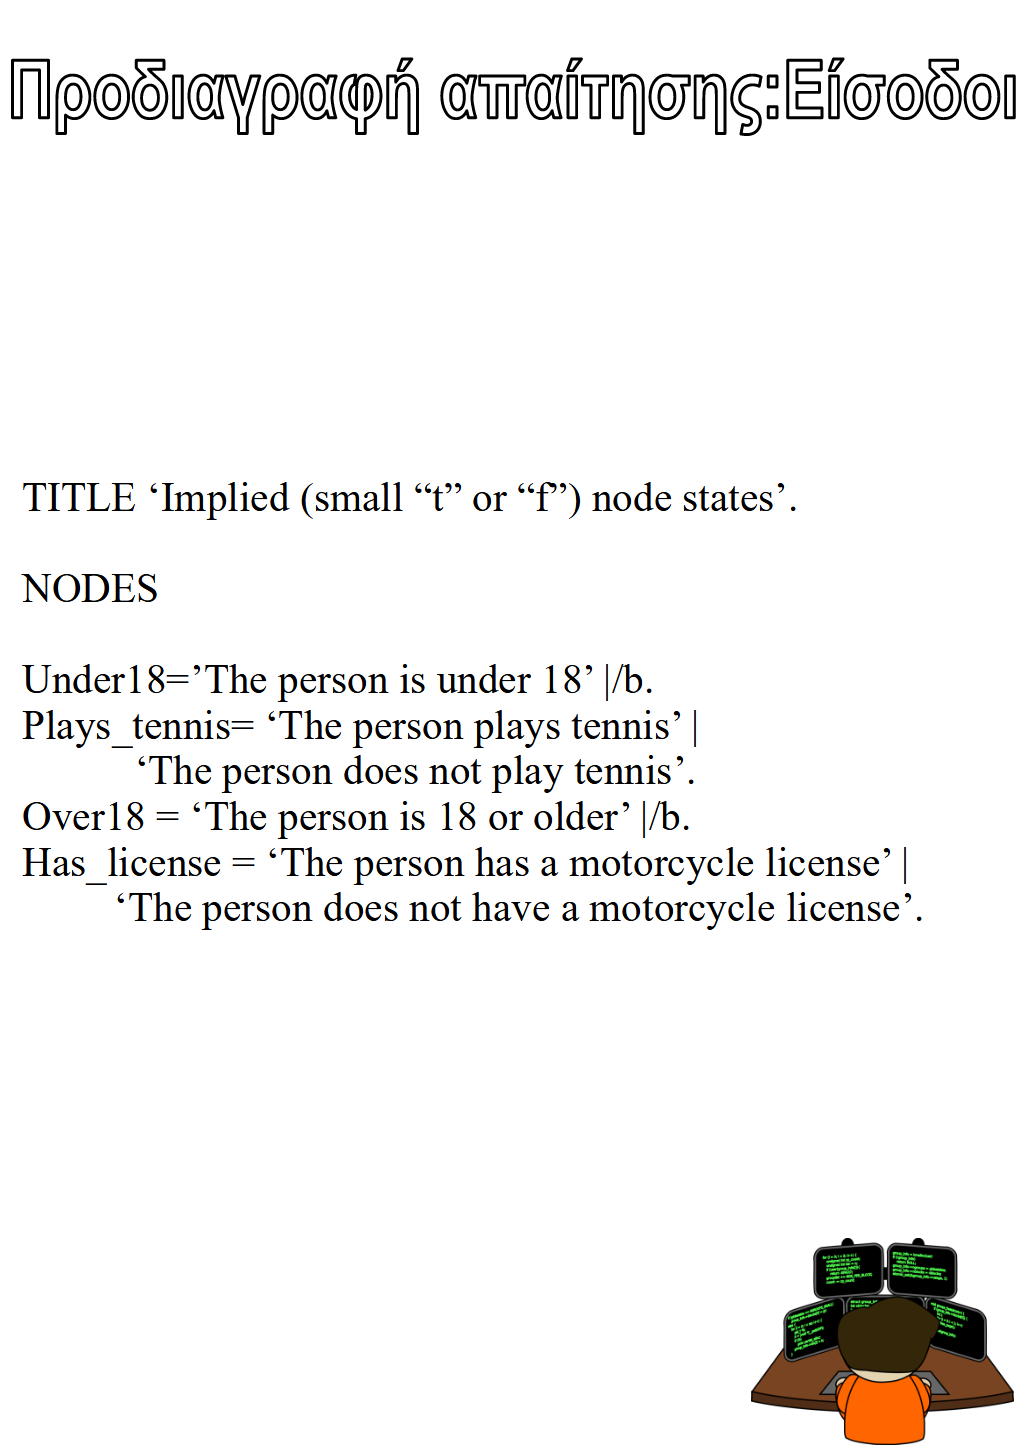 Προδιαγραφή απαίτησης:Είσοδοι
TITLE ‘Implied (small “t” or “f”) node states’.
NODES
Under18=’The person is under 18’ |/b.
Plays_tennis= ‘The person plays tennis’ |
‘The person does not play tennis’.
Over18 = ‘The person is 18 or older’ |/b.
Has_license = ‘The person has a motorcycle license’ |
‘The person does not have a motorcycle license’.